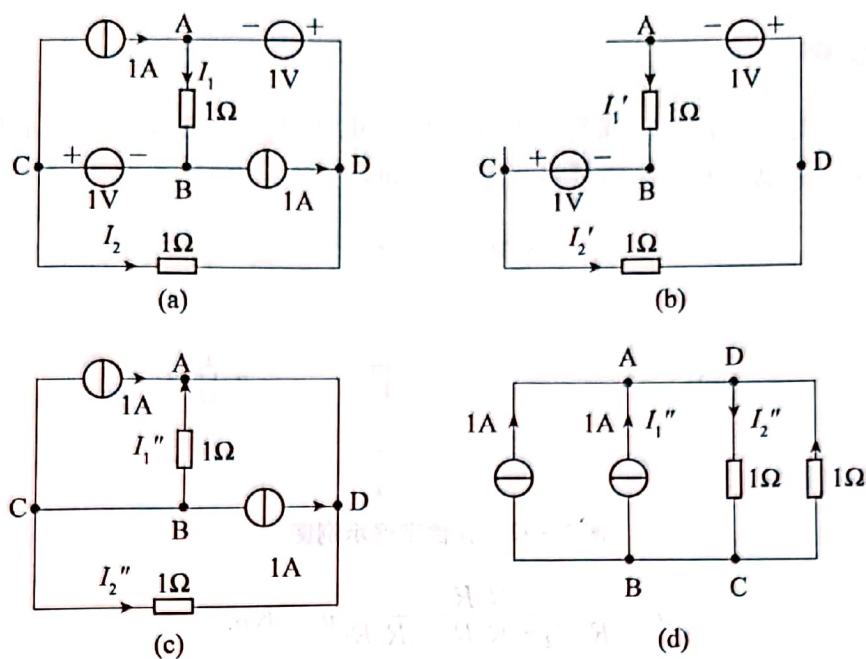 A
− +
1A
I₁
1V
1Ω
C
+ −
B
D
1V
1A
I₂
1Ω
(a)
A
− +
1V
I₁′
1Ω
C
+ −
B
D
1V
I₂′
1Ω
(b)
A
1A
I₁″
1Ω
C
B
D
1A
I₂″
1Ω
(c)
A
D
1A
1A
I₁″
I₂″
1Ω
1Ω
B
C
(d)